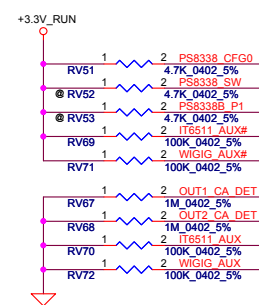 +3.3V_RUN
1 2 PS8338_CFG0
RV51 4.7K_0402_5%
1 2 PS8338_SW
@ RV52 4.7K_0402_5%
1 2 PS8338B_P1
@ RV53 4.7K_0402_5%
1 2 IT6511_AUX#
RV69 100K_0402_5%
1 2 WIGIG_AUX#
RV71 100K_0402_5%
1 2 OUT1_CA_DET
RV67 1M_0402_5%
1 2 OUT2_CA_DET
RV68 1M_0402_5%
1 2 IT6511_AUX
RV70 100K_0402_5%
1 2 WIGIG_AUX
RV72 100K_0402_5%